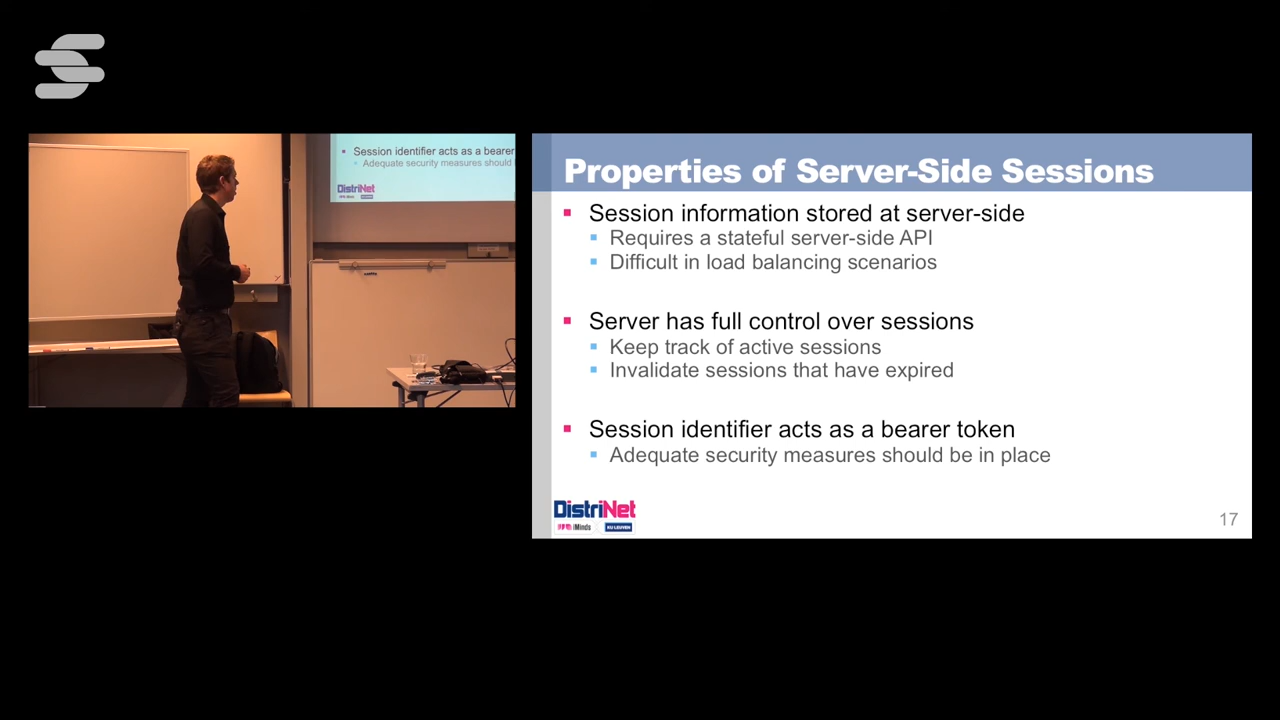 Session identifier acts as a bearer
Adequate security measures should
DistriNet
Properties of Server-Side Sessions
Session information stored at server-side
Requires a stateful server-side API
Difficult in load balancing scenarios
Server has full control over sessions
Keep track of active sessions
Invalidate sessions that have expired
Session identifier acts as a bearer token
Adequate security measures should be in place
DistriNet
iMinds KU LEUVEN
17